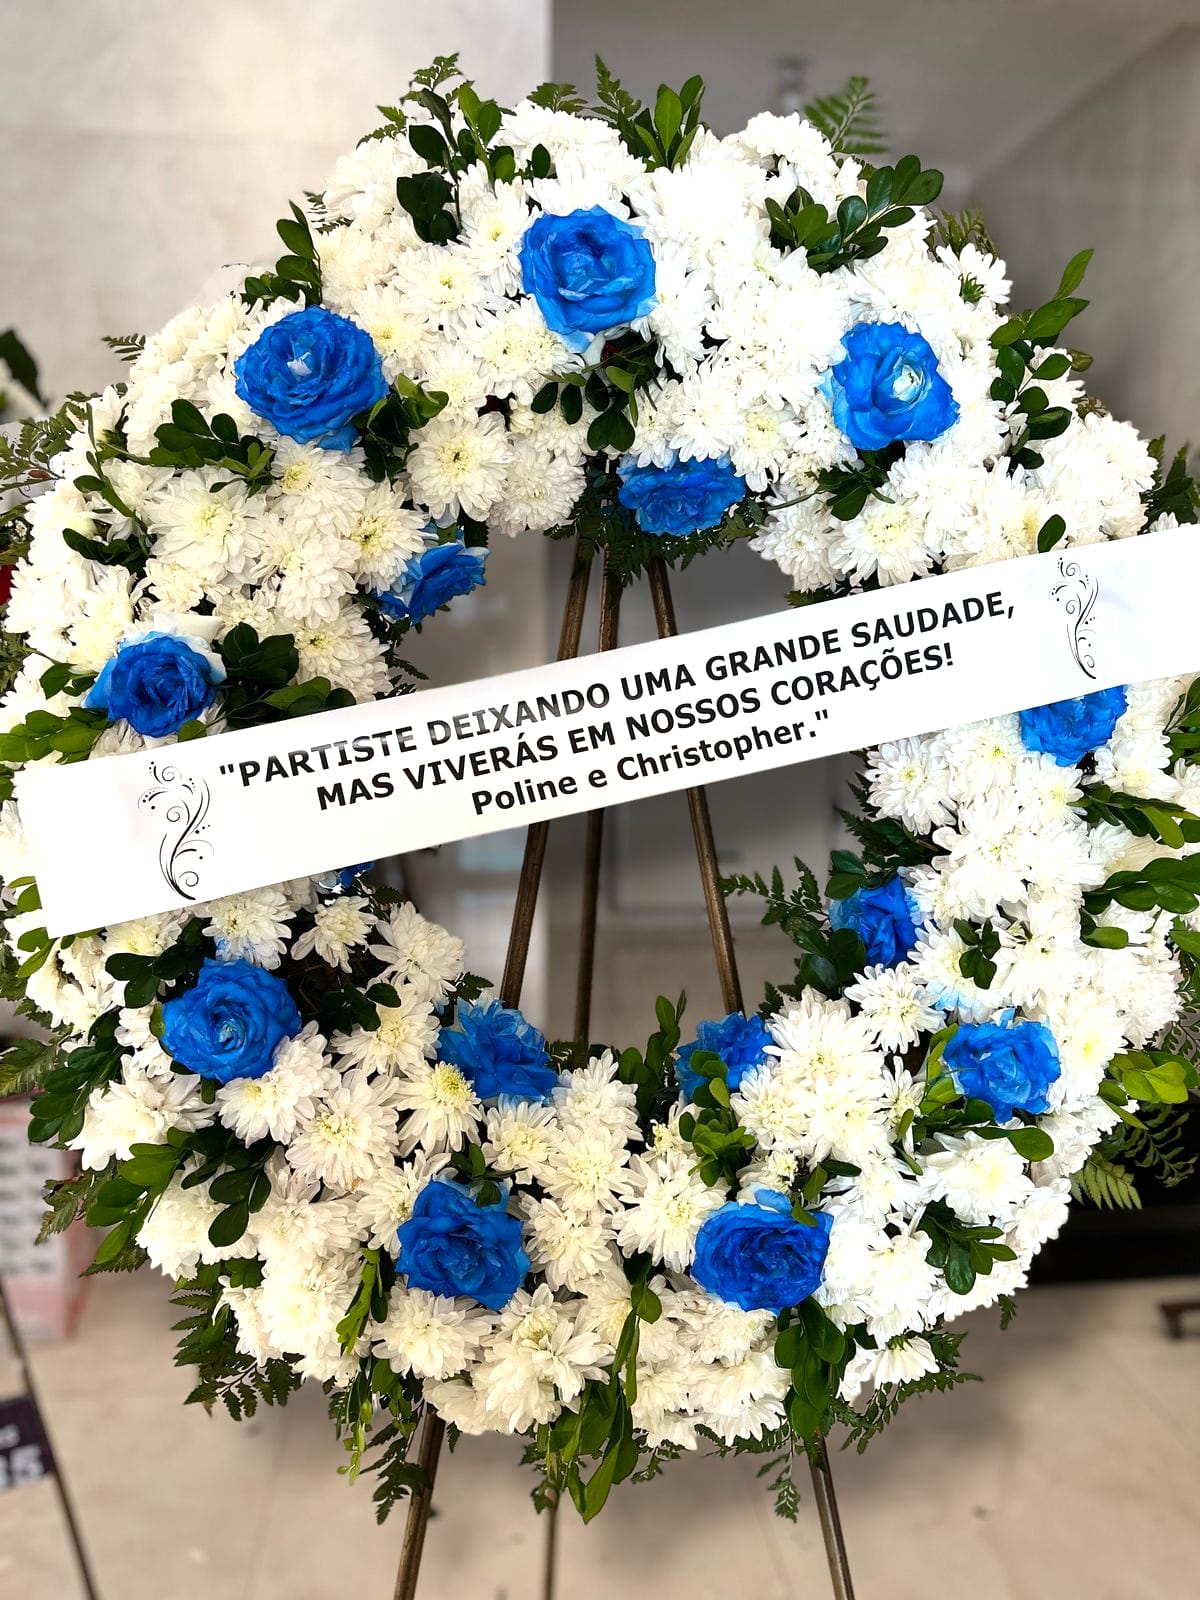 "PARTISTE DEIXANDO UMA GRANDE SAUDADE,
MAS VIVERÁS EM NOSSOS CORAÇÕES!
Poline e Christopher."